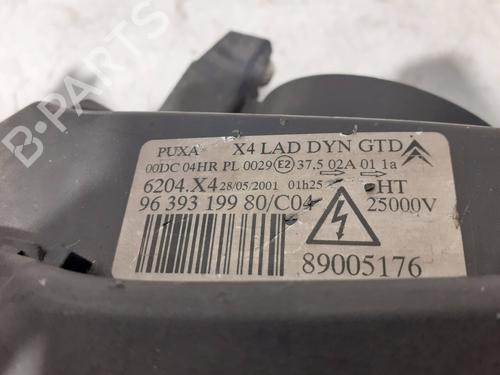 PUXA X4 LAD DYN GTD
00DC 04HR PL 0029 E2 37.5 02A 01 1a
6204.X4 28/05/2001 01h25 HT
96 393 199 80/C04 25000V
89005176
B-PARTS